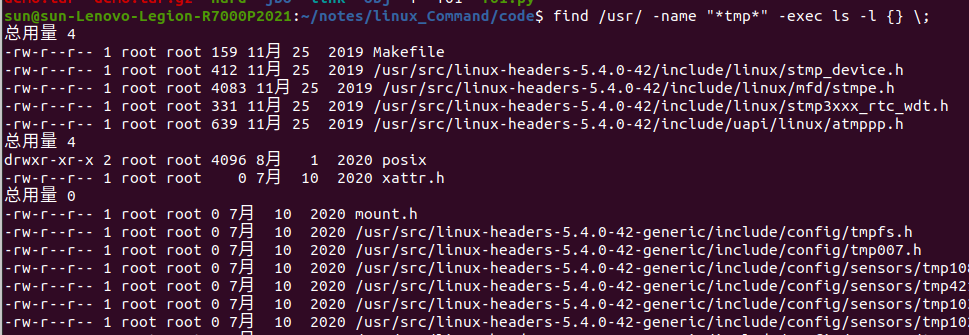 sun@sun-Lenovo-Legion-R7000P2021:~/notes/linux_Command/code$ find /usr/ -name "*tmp*" -exec ls -l {} \;
总用量 4
-rw-r--r-- 1 root root 159 11月 25  2019 Makefile
-rw-r--r-- 1 root root 412 11月 25  2019 /usr/src/linux-headers-5.4.0-42/include/linux/stmp_device.h
-rw-r--r-- 1 root root 4083 11月 25  2019 /usr/src/linux-headers-5.4.0-42/include/linux/mfd/stmpe.h
-rw-r--r-- 1 root root 331 11月 25  2019 /usr/src/linux-headers-5.4.0-42/include/linux/stmp3xxx_rtc_wdt.h
-rw-r--r-- 1 root root 639 11月 25  2019 /usr/src/linux-headers-5.4.0-42/include/uapi/linux/atmppp.h
总用量 4
drwxr-xr-x 2 root root 4096 8月   1  2020 posix
-rw-r--r-- 1 root root    0 7月  10  2020 xattr.h
总用量 0
-rw-r--r-- 1 root root 0 7月  10  2020 mount.h
-rw-r--r-- 1 root root 0 7月  10  2020 /usr/src/linux-headers-5.4.0-42-generic/include/config/tmpfs.h
-rw-r--r-- 1 root root 0 7月  10  2020 /usr/src/linux-headers-5.4.0-42-generic/include/config/tmp007.h
-rw-r--r-- 1 root root 0 7月  10  2020 /usr/src/linux-headers-5.4.0-42-generic/include/config/sensors/tmp108
-rw-r--r-- 1 root root 0 7月  10  2020 /usr/src/linux-headers-5.4.0-42-generic/include/config/sensors/tmp421
-rw-r--r-- 1 root root 0 7月  10  2020 /usr/src/linux-headers-5.4.0-42-generic/include/config/sensors/tmp103
-rw-r--r-- 1 root root 0 7月  10  2020 /usr/src/linux-headers-5.4.0-42-generic/include/config/sensors/tmp10